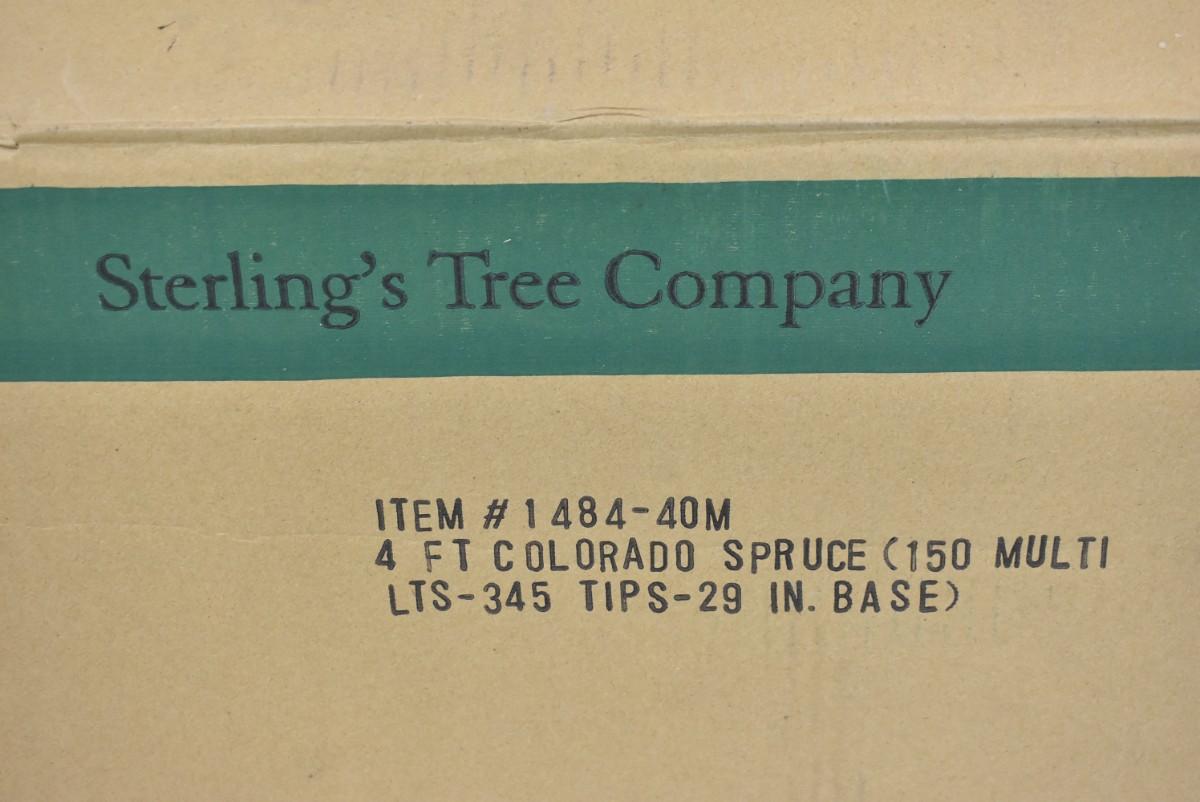 Sterling's Tree Company
ITEM #1484-40M
4 FT COLORADO SPRUCE (150 MULTI
LTS-345 TIPS-29 IN. BASE)